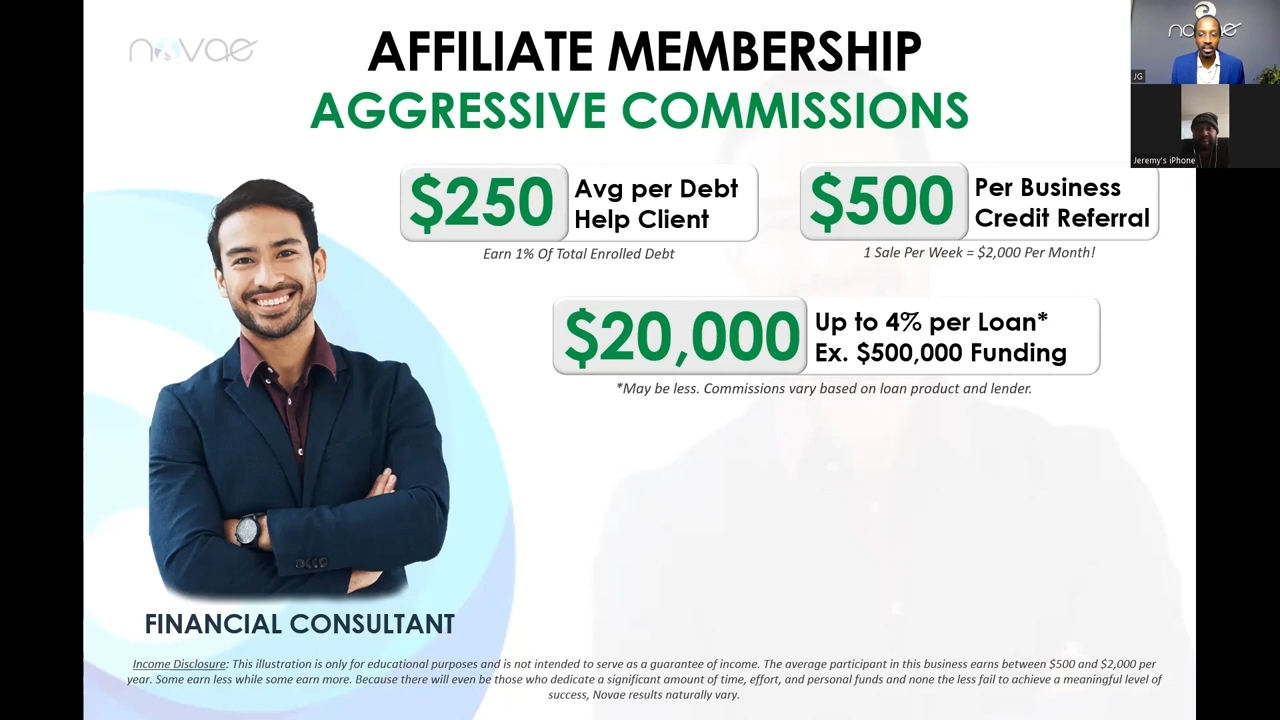 novae
AFFILIATE MEMBERSHIP
AGGRESSIVE COMMISSIONS
$250 Avg per Debt
Help Client
Earn 1% Of Total Enrolled Debt
$500 Per Business
Credit Referral
1 Sale Per Week = $2,000 Per Month!
$20,000 Up to 4% per Loan*
Ex. $500,000 Funding
*May be less. Commissions vary based on loan product and lender.
FINANCIAL CONSULTANT
Income Disclosure: This illustration is only for educational purposes and is not intended to serve as a guarantee of income. The average participant in this business earns between $500 and $2,000 per
year. Some earn less while some earn more. Because there will even be those who dedicate a significant amount of time, effort, and personal funds and none the less fail to achieve a meaningful level of
success, Novae results naturally vary.
novae
JG
Jeremy's iPhone